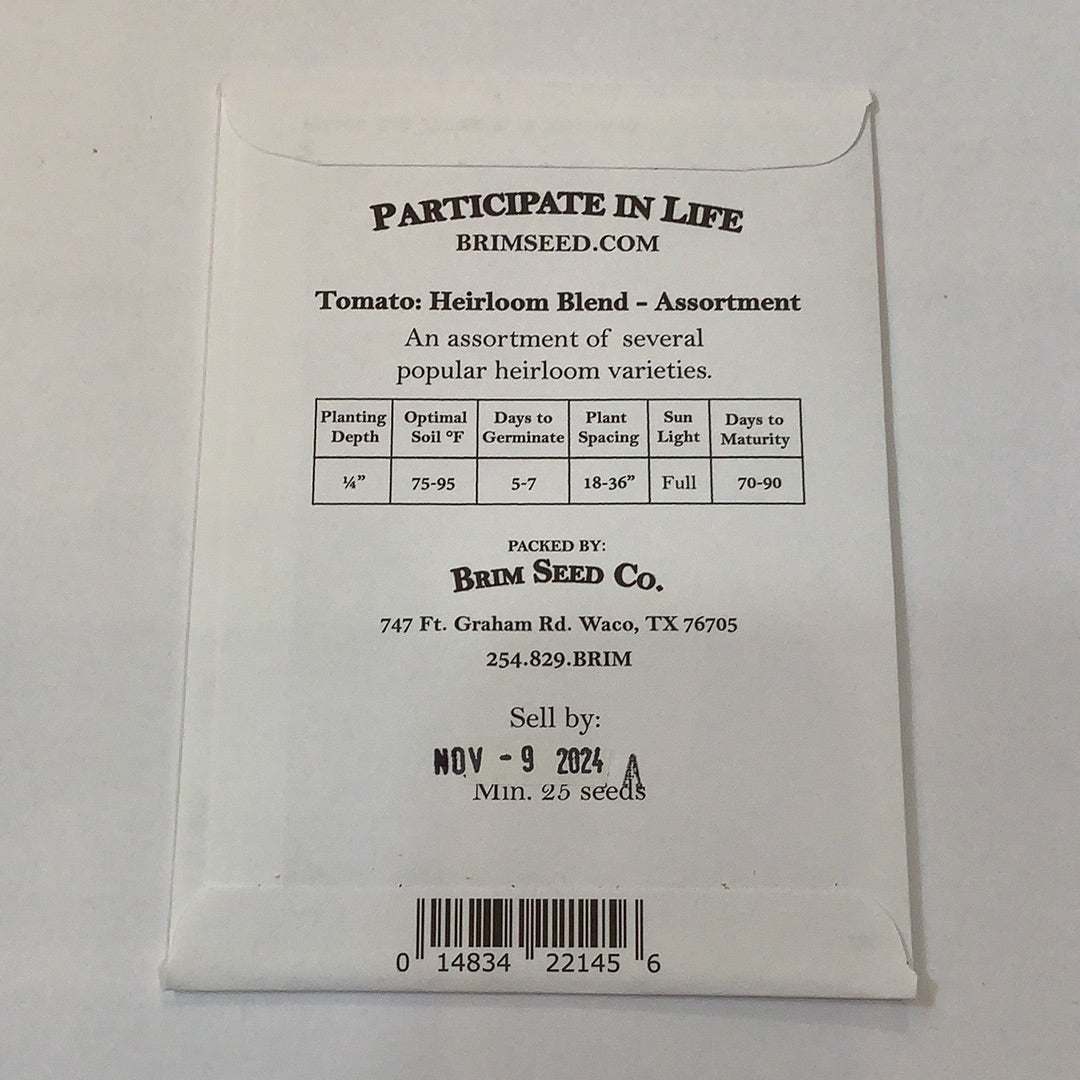 PARTICIPATE IN LIFE
BRIMSEED.COM
Tomato: Heirloom Blend - Assortment
An assortment of several
popular heirloom varieties.
Planting Depth Optimal Soil °F Days to Germinate Plant Spacing Sun Light Days to Maturity
¼” 75-95 5-7 18-36” Full 70-90
PACKED BY:
BRIM SEED CO.
747 Ft. Graham Rd. Waco, TX 76705
254.829.BRIM
Sell by:
NOV - 9 2024 A
Min. 25 seeds
0 14834 22145 6